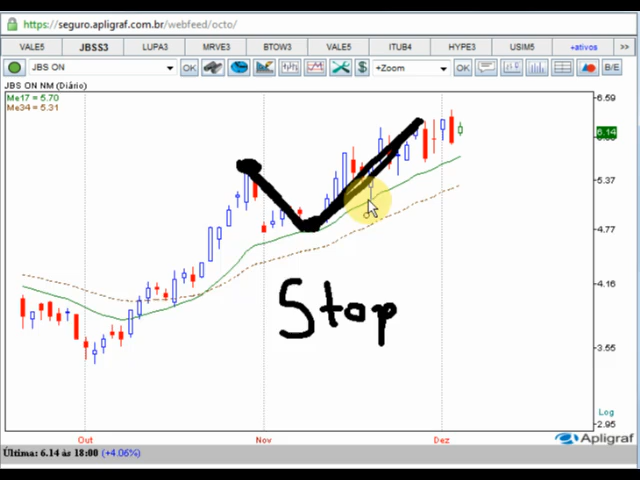 https://seguro.apligraf.com.br/webfeed/octo/
VALE5 JBSS3 LUPA3 MRVE3 BTOW3 VALE5 ITUB4 HYPE3 USIM5 +ativos >>
JBS ON OK $ +Zoom OK B/E
JBS ON NM (Diário)
Me17 = 5.70
Me34 = 5.31
6.59
6.14
5.37
4.77
4.16
3.55
2.95
Stop
Log
Apligraf
Out Nov Dez
Última: 6.14 às 18:00 (+4.06%)